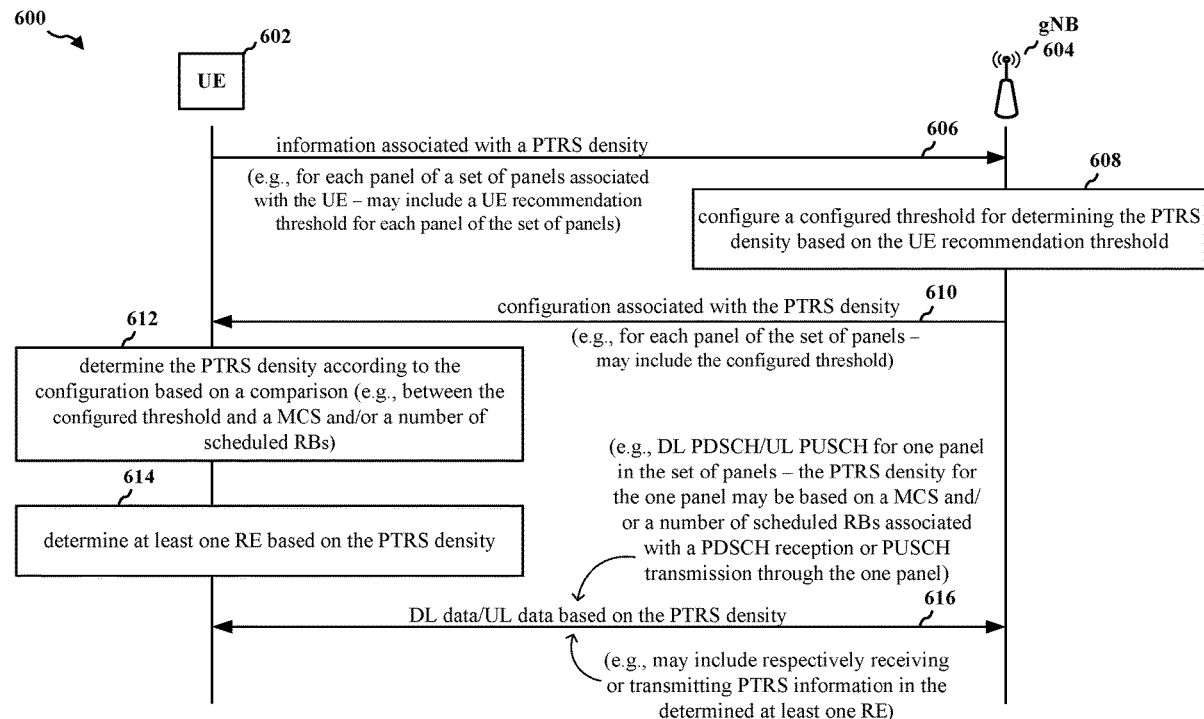 600
602
UE
gNB
604
information associated with a PTRS density
606
(e.g., for each panel of a set of panels associated
with the UE – may include a UE recommendation
threshold for each panel of the set of panels)
608
configure a configured threshold for determining the PTRS
density based on the UE recommendation threshold
configuration associated with the PTRS density
610
(e.g., for each panel of the set of panels –
may include the configured threshold)
612
determine the PTRS density according to the
configuration based on a comparison (e.g., between the
configured threshold and a MCS and/or a number of
scheduled RBs)
614
determine at least one RE based on the PTRS density
(e.g., DL PDSCH/UL PUSCH for one panel
in the set of panels – the PTRS density for
the one panel may be based on a MCS and/
or a number of scheduled RBs associated
with a PDSCH reception or PUSCH
transmission through the one panel)
DL data/UL data based on the PTRS density
616
(e.g., may include respectively receiving
or transmitting PTRS information in the
determined at least one RE)